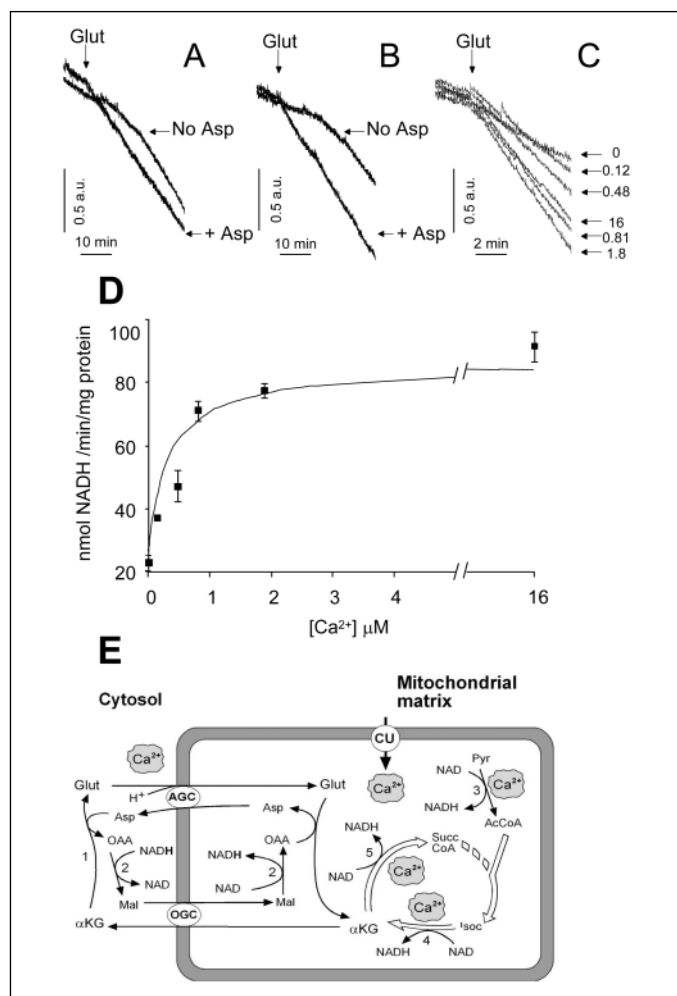 Glut
A
No Asp
+ Asp
0.5 a.u.
10 min
Glut
B
No Asp
+ Asp
0.5 a.u.
10 min
Glut
C
0
0.12
0.48
16
0.81
1.8
0.5 a.u.
2 min
D
nmol NADH /min/mg protein
100
80
60
40
20
0 1 2 3 4 16
[Ca²⁺] μM
E
Cytosol
Mitochondrial
matrix
CU
Ca²⁺
Ca²⁺
Pyr
NAD
3
Ca²⁺
NADH
AcCoA
Glut
H⁺
AGC
Glut
Asp
Asp
OAA
1
2
NADH
NAD
Mal
OAA
NADH
2
NAD
Mal
NADH
5
NAD
Ca²⁺
Succ
CoA
Ca²⁺
αKG
OGC
αKG
Isoc
4
NADH
NAD